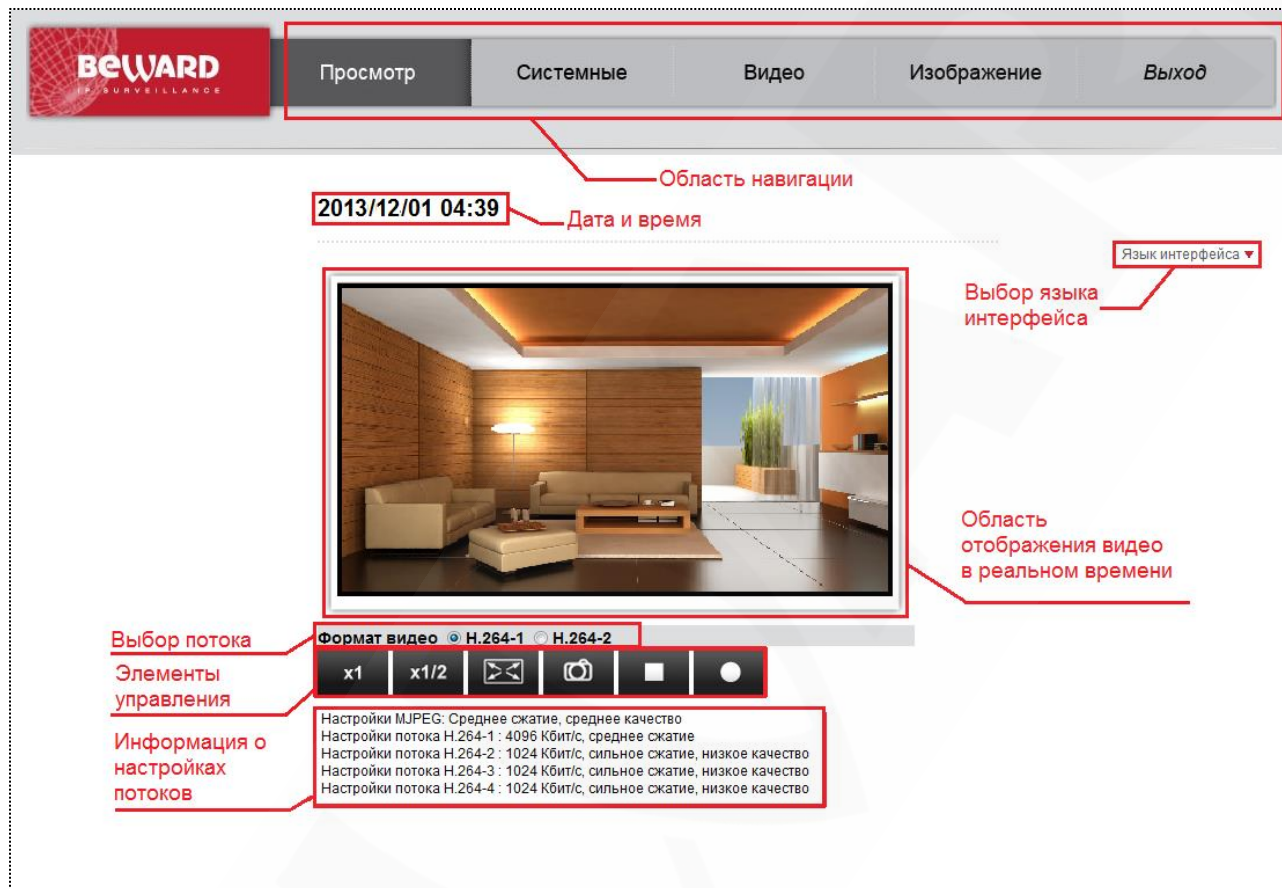 BEWARD
IP SURVEILLANCE
Просмотр
Системные
Видео
Изображение
Выход
Область навигации
2013/12/01 04:39
Дата и время
Язык интерфейса
Выбор языка
интерфейса
Область
отображения видео
в реальном времени
Выбор потока
Формат видео H.264-1 H.264-2
Элементы
управления
x1
x1/2
Информация о
настройках
потоков
Настройки MJPEG: Среднее сжатие, среднее качество
Настройки потока H.264-1 : 4096 Кбит/с, среднее сжатие
Настройки потока H.264-2 : 1024 Кбит/с, сильное сжатие, низкое качество
Настройки потока H.264-3 : 1024 Кбит/с, сильное сжатие, низкое качество
Настройки потока H.264-4 : 1024 Кбит/с, сильное сжатие, низкое качество